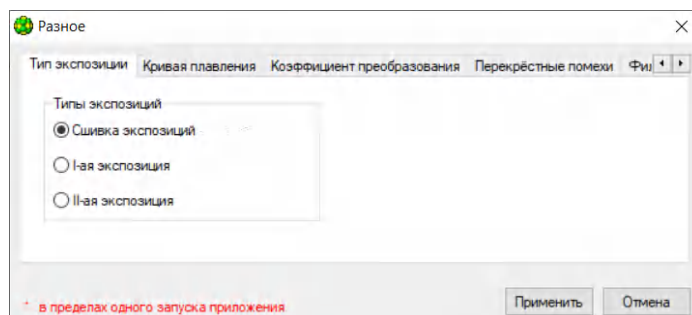 Разное
Тип экспозиции Кривая плавления Коэффициент преобразования Перекрёстные помехи
Типы экспозиций
Сшивка экспозиций
I-ая экспозиция
II-ая экспозиция
* в пределах одного запуска приложения
Применить Отмена